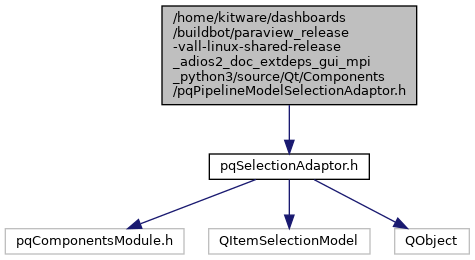 /home/kitware/dashboards
/buildbot/paraview_release
-vall-linux-shared-release
_adios2_doc_extdeps_gui_mpi
_python3/source/Qt/Components
/pqPipelineModelSelectionAdaptor.h
pqSelectionAdaptor.h
pqComponentsModule.h
QItemSelectionModel
QObject